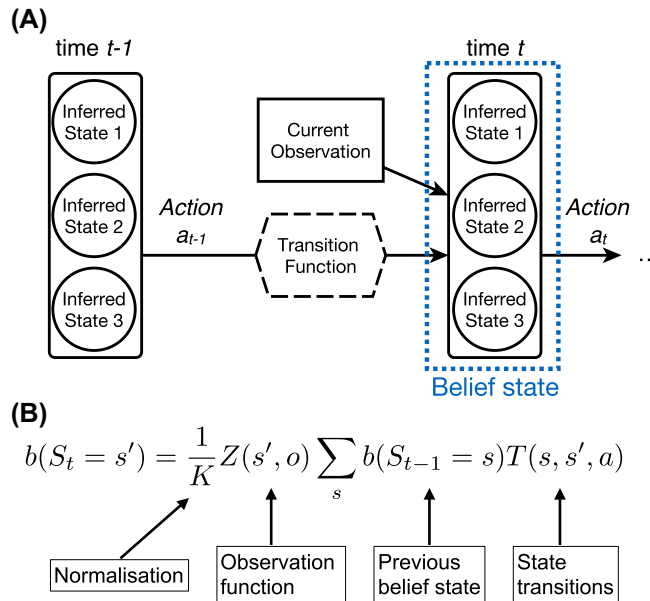 (A)
time t-1
time t
Inferred
State 1
Inferred
State 2
Inferred
State 3
Action
a_{t-1}
Current
Observation
Transition
Function
Inferred
State 1
Inferred
State 2
Inferred
State 3
Action
a_t
..
Belief state
(B)
b(S_t = s′) = \frac{1}{K} Z(s′, o) \sum_s b(S_{t−1} = s)T(s, s′, a)
Normalisation
Observation
function
Previous
belief state
State
transitions